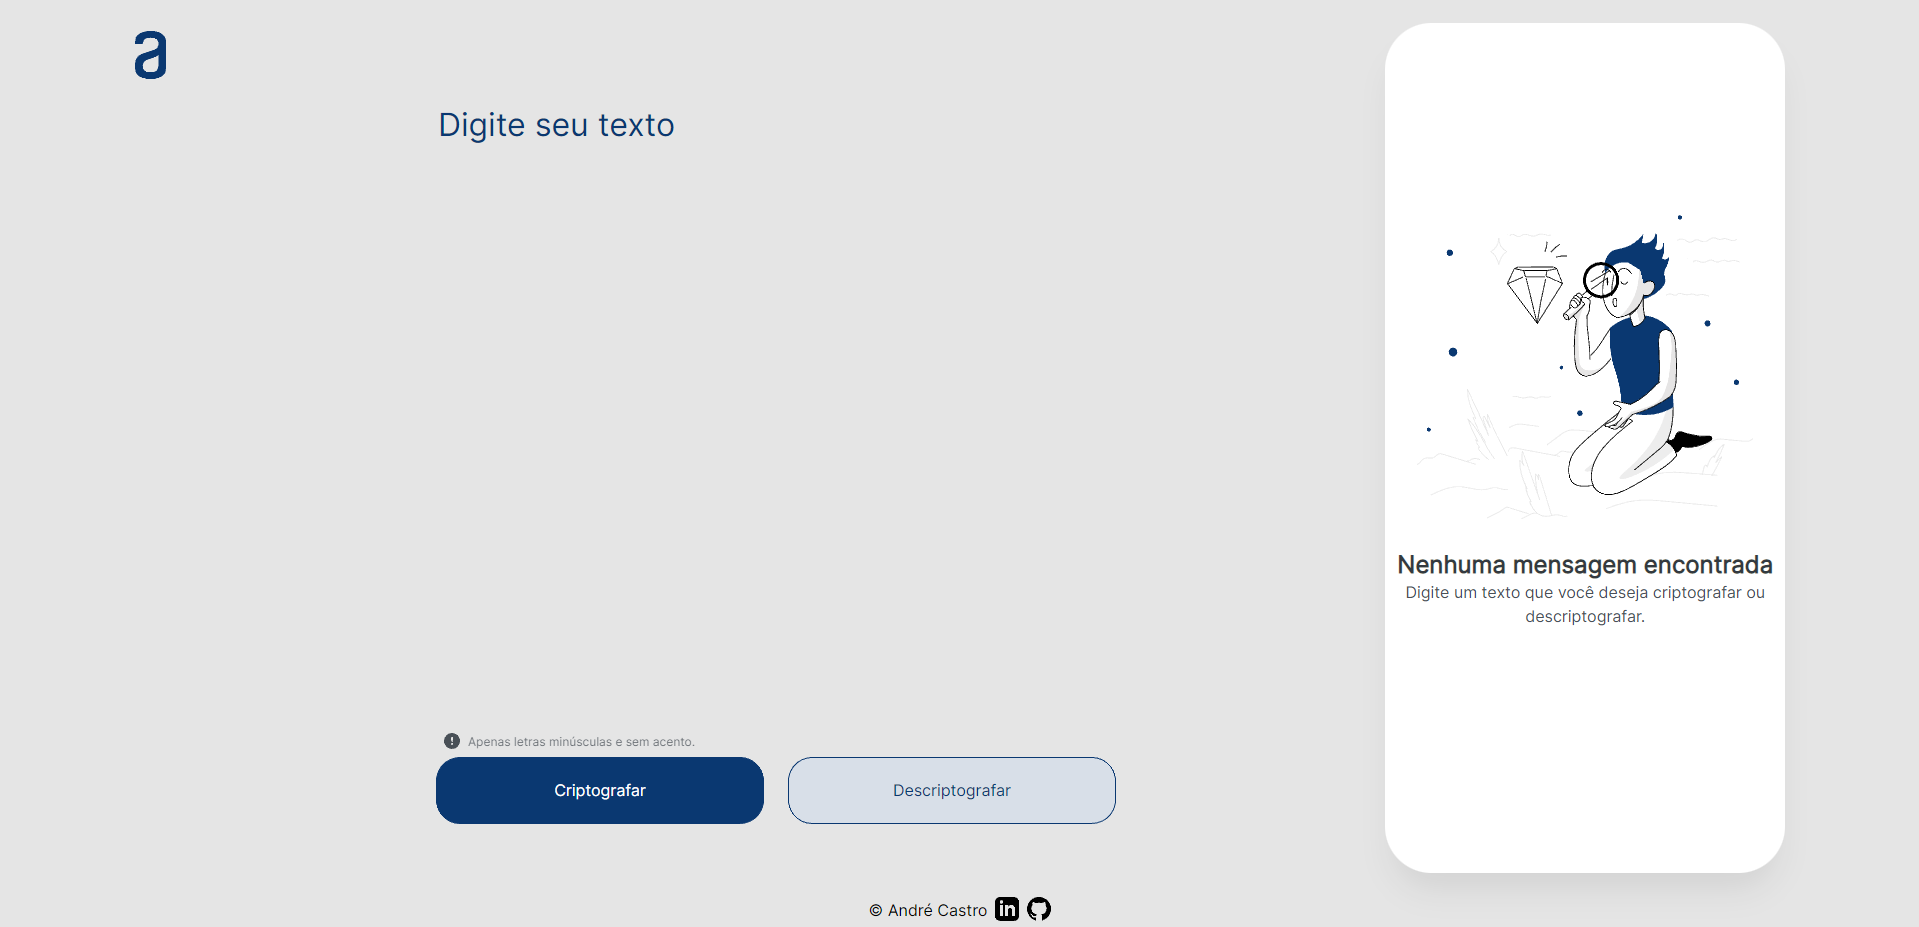 a
Digite seu texto
Nenhuma mensagem encontrada
Digite um texto que você deseja criptografar ou
descriptografar.
! Apenas letras minúsculas e sem acento.
Criptografar
Descriptografar
© André Castro in